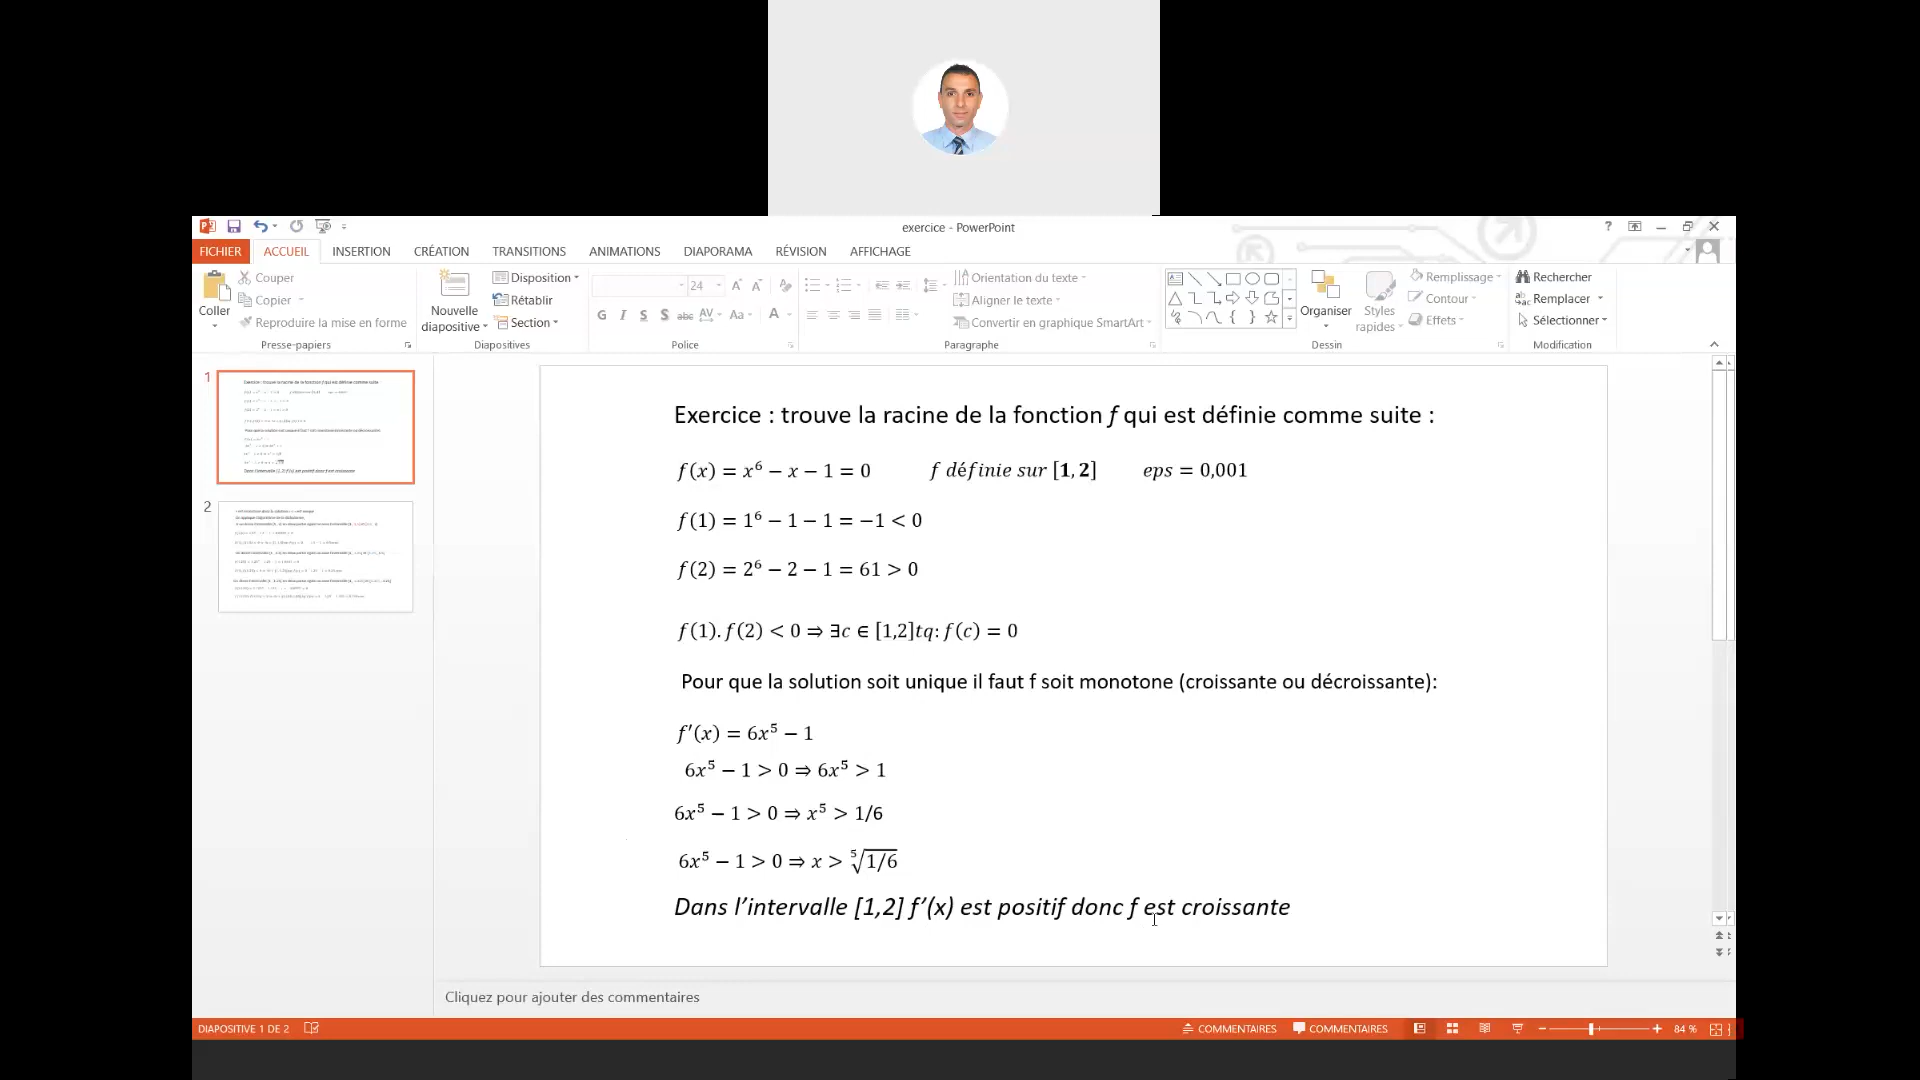 exercice - PowerPoint
FICHIER ACCUEIL INSERTION CRÉATION TRANSITIONS ANIMATIONS DIAPORAMA RÉVISION AFFICHAGE
Coller
Couper
Copier
Reproduire la mise en forme
Presse-papiers
Nouvelle diapositive
Disposition
Rétablir
Section
Diapositives
24
G I S S abc AV Aa A
Police
Orientation du texte
Aligner le texte
Convertir en graphique SmartArt
Paragraphe
Organiser
Styles rapides
Remplissage
Contour
Effets
Dessin
Rechercher
Remplacer
Sélectionner
Modification
1
2
Exercice : trouve la racine de la fonction f qui est définie comme suite :
f(x) = x⁶ − x − 1 = 0 f définie sur [1, 2] eps = 0,001
f(1) = 1⁶ − 1 − 1 = −1 < 0
f(2) = 2⁶ − 2 − 1 = 61 > 0
f(1). f(2) < 0 ⇒ ∃c ∈ [1,2]tq: f(c) = 0
Pour que la solution soit unique il faut f soit monotone (croissante ou décroissante):
f′(x) = 6x⁵ − 1
6x⁵ − 1 > 0 ⇒ 6x⁵ > 1
6x⁵ − 1 > 0 ⇒ x⁵ > 1/6
6x⁵ − 1 > 0 ⇒ x > ⁵√1/6
Dans l’intervalle [1,2] f’(x) est positif donc f est croissante
Cliquez pour ajouter des commentaires
DIAPOSITIVE 1 DE 2 COMMENTAIRES COMMENTAIRES 84 %